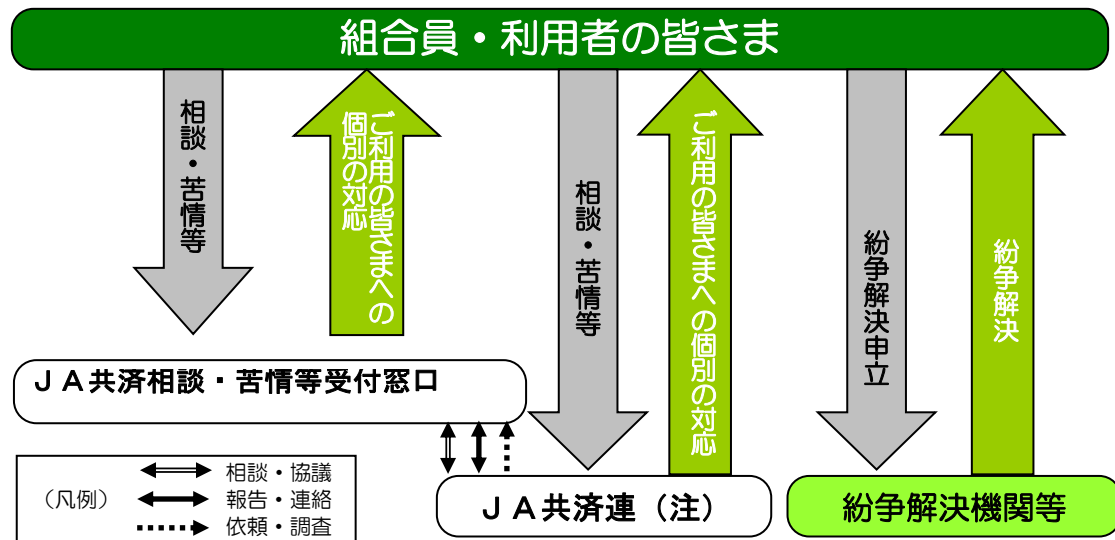 組合員・利用者の皆さま
相談・苦情等
ご利用の皆さまへの
個別の対応
相談・苦情等
ご利用の皆さまへの個別の対応
紛争解決申立
紛争解決
ＪＡ共済相談・苦情等受付窓口
（凡例）
相談・協議
報告・連絡
依頼・調査
ＪＡ共済連（注）
紛争解決機関等